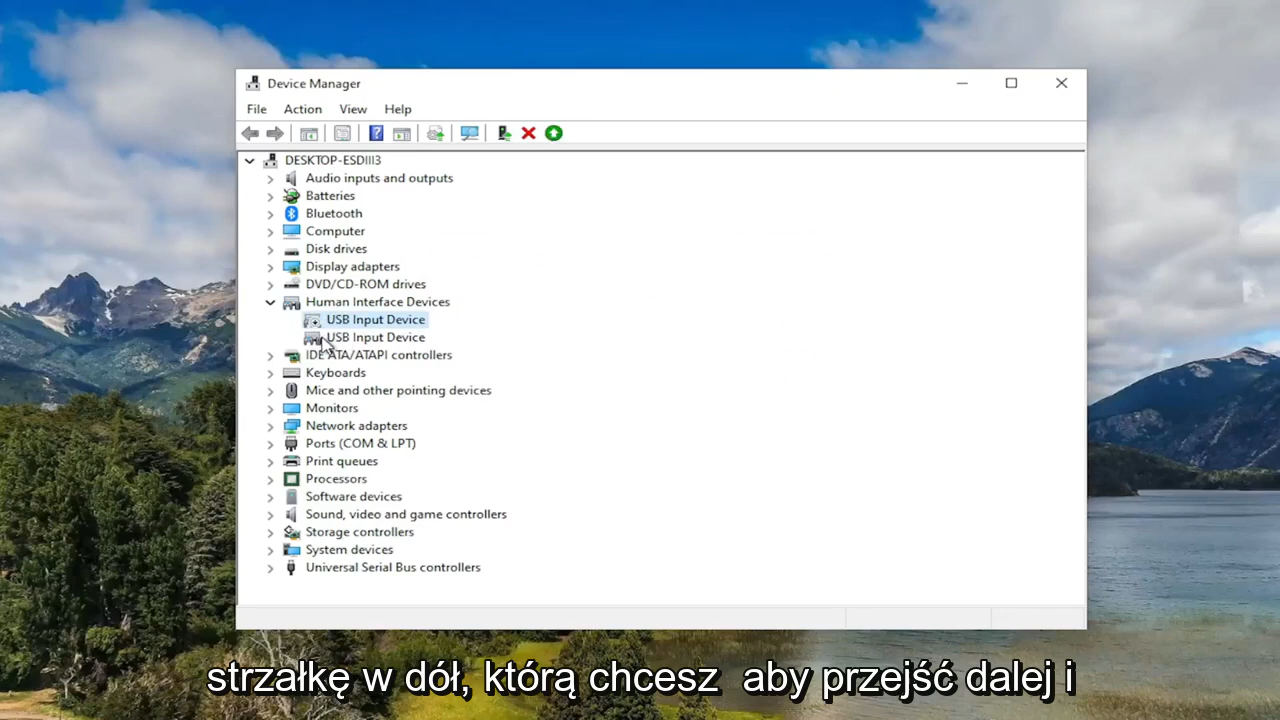 Device Manager
File Action View Help
DESKTOP-ESDIII3
Audio inputs and outputs
Batteries
Bluetooth
Computer
Disk drives
Display adapters
DVD/CD-ROM drives
Human Interface Devices
USB Input Device
USB Input Device
IDE ATA/ATAPI controllers
Keyboards
Mice and other pointing devices
Monitors
Network adapters
Ports (COM & LPT)
Print queues
Processors
Software devices
Sound, video and game controllers
Storage controllers
System devices
Universal Serial Bus controllers
strzałkę w dół, którą chcesz aby przejść dalej i